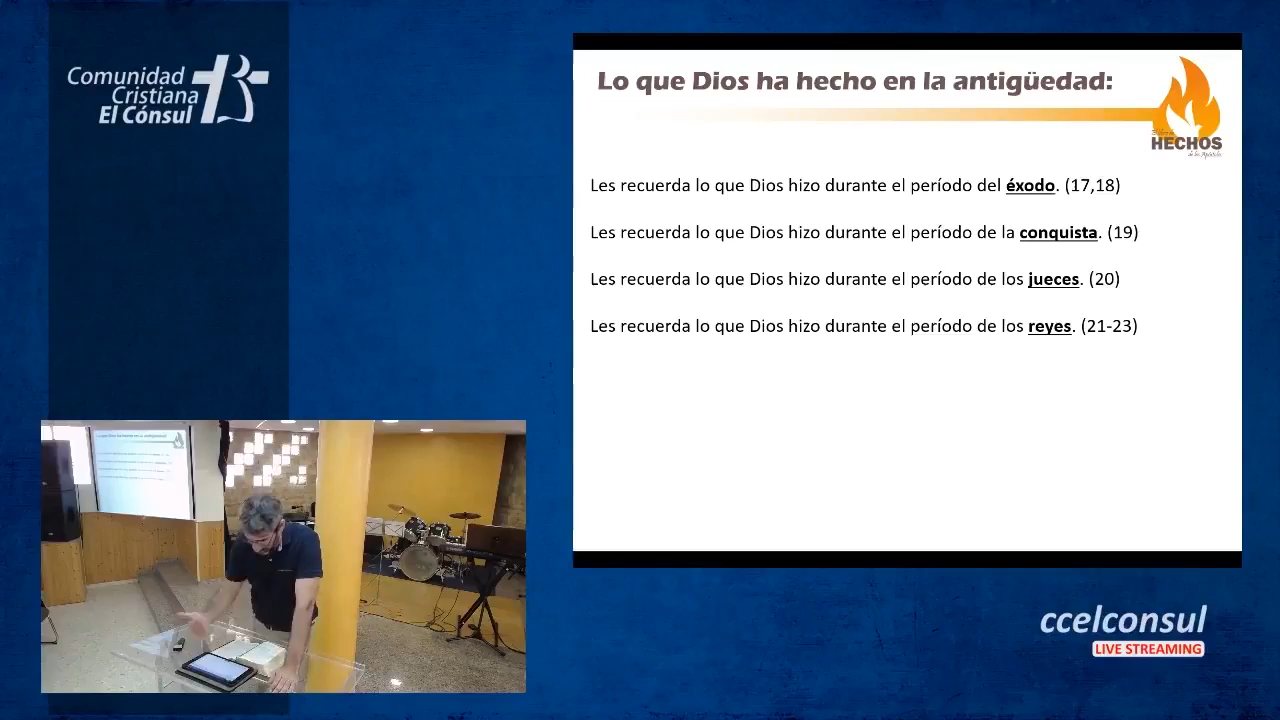 Comunidad
Cristiana
El Cónsul
Lo que Dios ha hecho en la antigüedad:
HECHOS
de los Apóstoles
Les recuerda lo que Dios hizo durante el período del éxodo. (17,18)
Les recuerda lo que Dios hizo durante el período de la conquista. (19)
Les recuerda lo que Dios hizo durante el período de los jueces. (20)
Les recuerda lo que Dios hizo durante el período de los reyes. (21-23)
ccelconsul
LIVE STREAMING